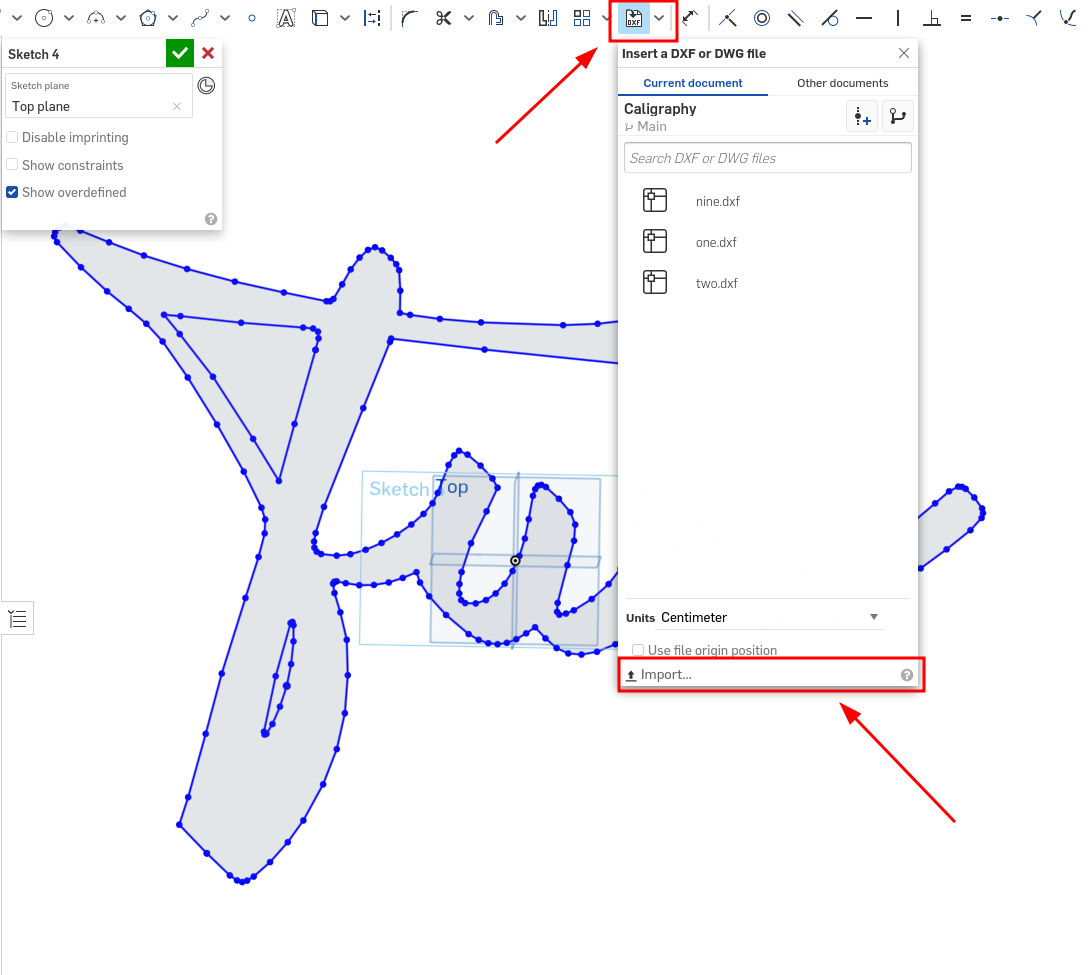 A
DXF
Sketch 4
Sketch plane
Top plane
Disable imprinting
Show constraints
Show overdefined
?
Insert a DXF or DWG file
Current document
Other documents
Caligraphy
Main
Search DXF or DWG files
nine.dxf
one.dxf
two.dxf
Sketch
Top
Units Centimeter
Use file origin position
Import...
?